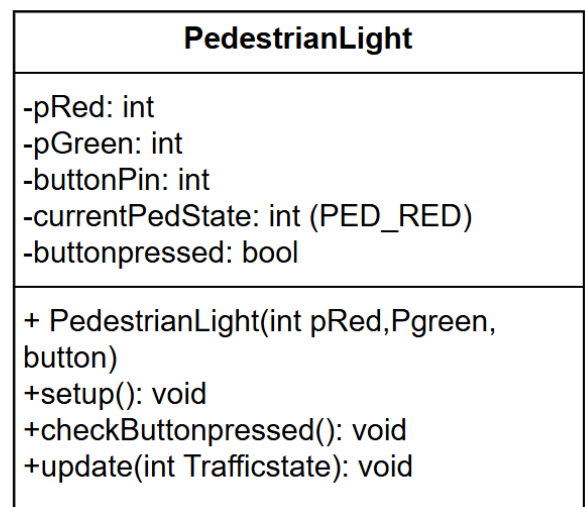 PedestrianLight
-pRed: int
-pGreen: int
-buttonPin: int
-currentPedState: int (PED_RED)
-buttonpressed: bool
+ PedestrianLight(int pRed,Pgreen,
button)
+setup(): void
+checkButtonpressed(): void
+update(int Trafficstate): void